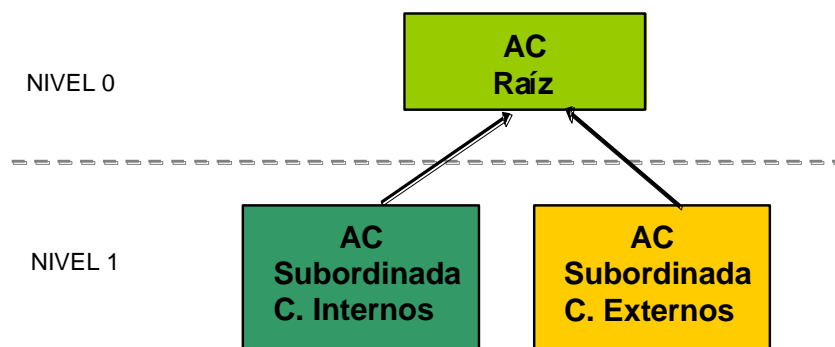 AC
Raíz
NIVEL 0
AC
Subordinada
C. Internos
AC
Subordinada
C. Externos
NIVEL 1